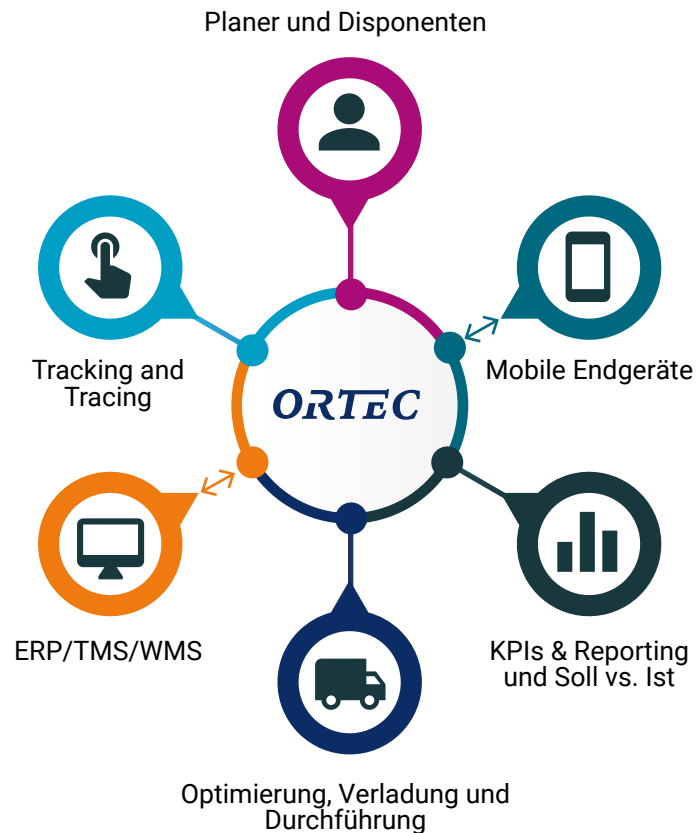 Planer und Disponenten
Tracking and
Tracing
Mobile Endgeräte
ORTEC
ERP/TMS/WMS
KPIs & Reporting
und Soll vs. Ist
Optimierung, Verladung und
Durchführung